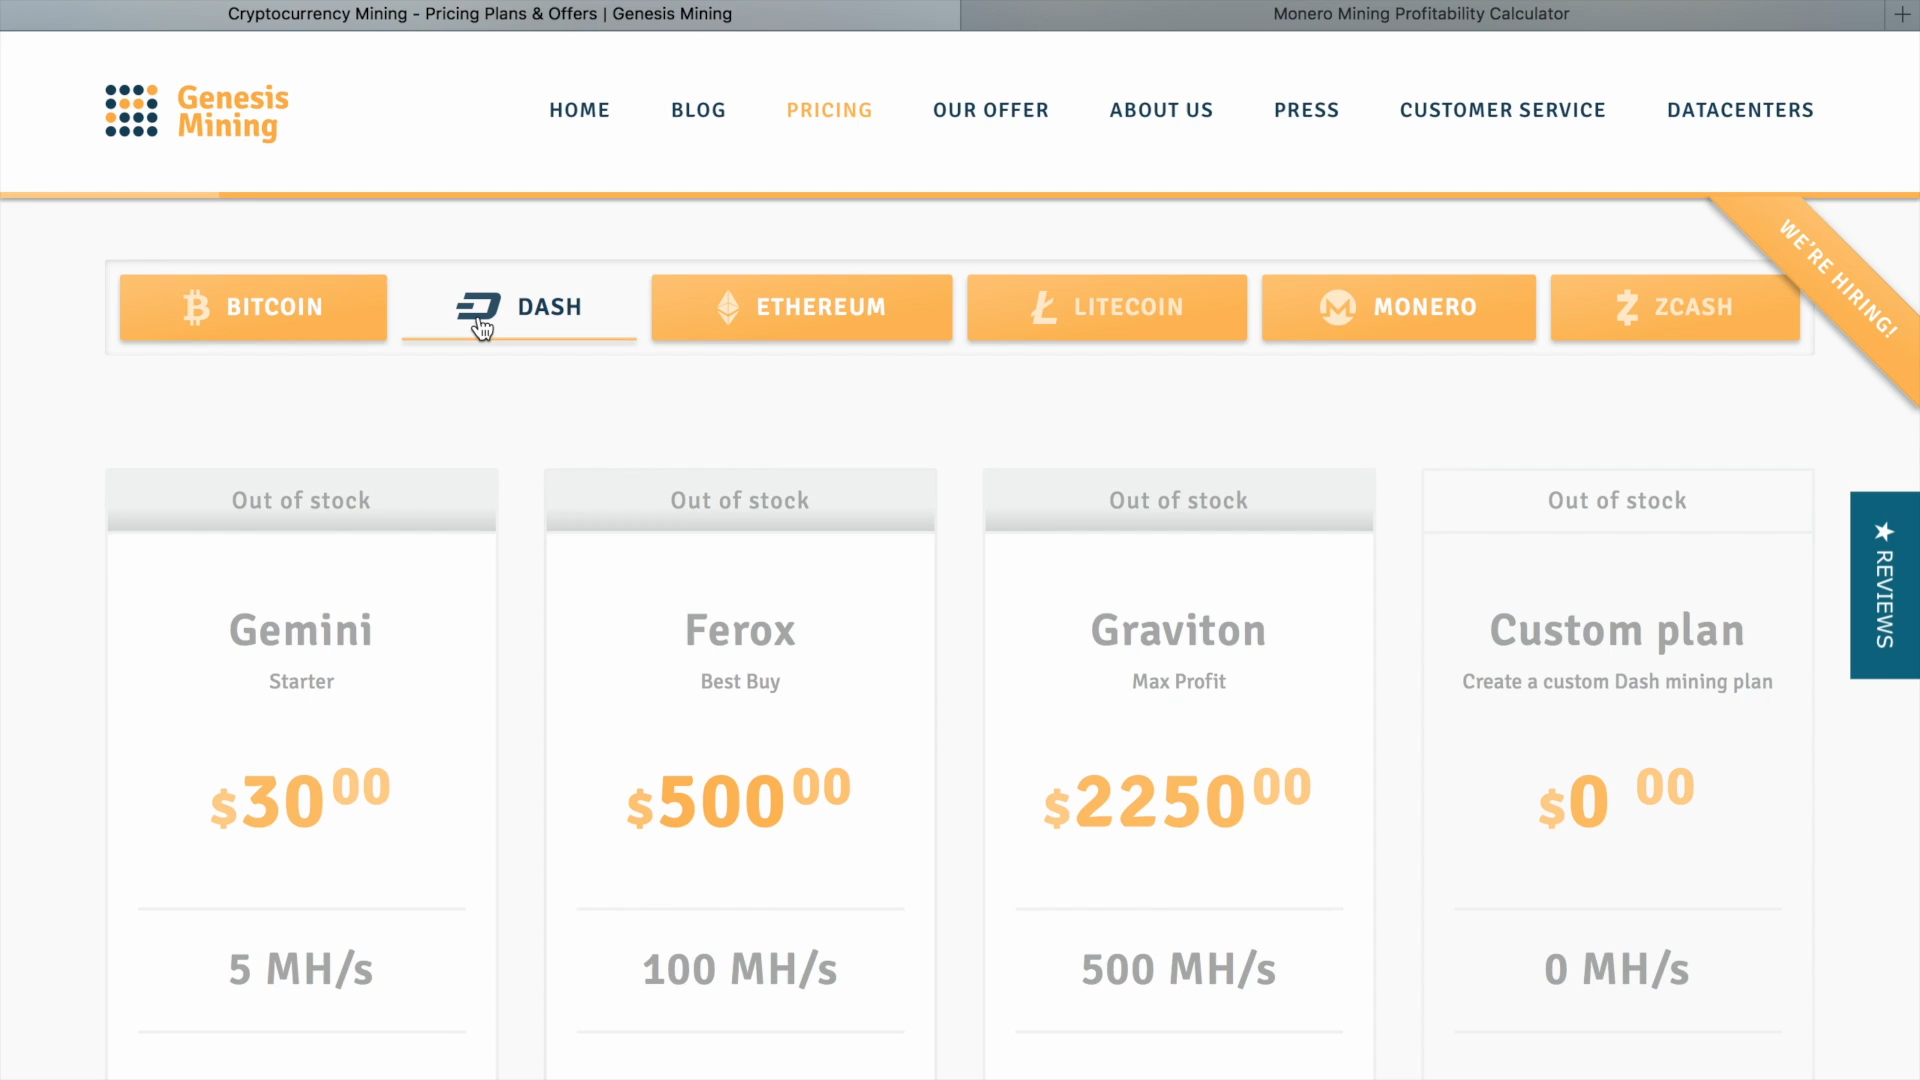 Cryptocurrency Mining - Pricing Plans & Offers | Genesis Mining
Monero Mining Profitability Calculator
Genesis
Mining
HOME
BLOG
PRICING
OUR OFFER
ABOUT US
PRESS
CUSTOMER SERVICE
DATACENTERS
WE'RE HIRING!
BITCOIN
DASH
ETHEREUM
LITECOIN
MONERO
ZCASH
Out of stock
Gemini
Starter
$30 00
5 MH/s
Out of stock
Ferox
Best Buy
$500 00
100 MH/s
Out of stock
Graviton
Max Profit
$2250 00
500 MH/s
Out of stock
Custom plan
Create a custom Dash mining plan
$0 00
0 MH/s
★ REVIEWS